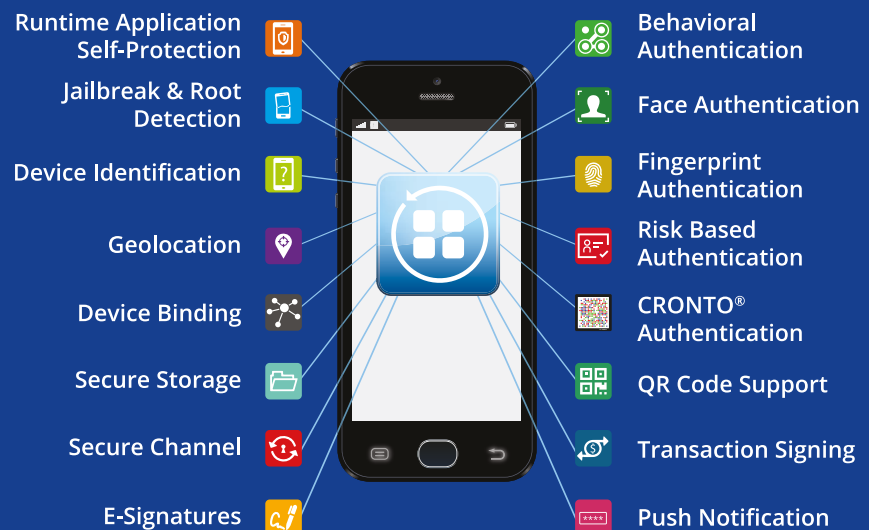 Runtime Application
Self-Protection
Jailbreak & Root
Detection
Device Identification
Geolocation
Device Binding
Secure Storage
Secure Channel
E-Signatures
Behavioral
Authentication
Face Authentication
Fingerprint
Authentication
Risk Based
Authentication
CRONTO®
Authentication
QR Code Support
Transaction Signing
Push Notification